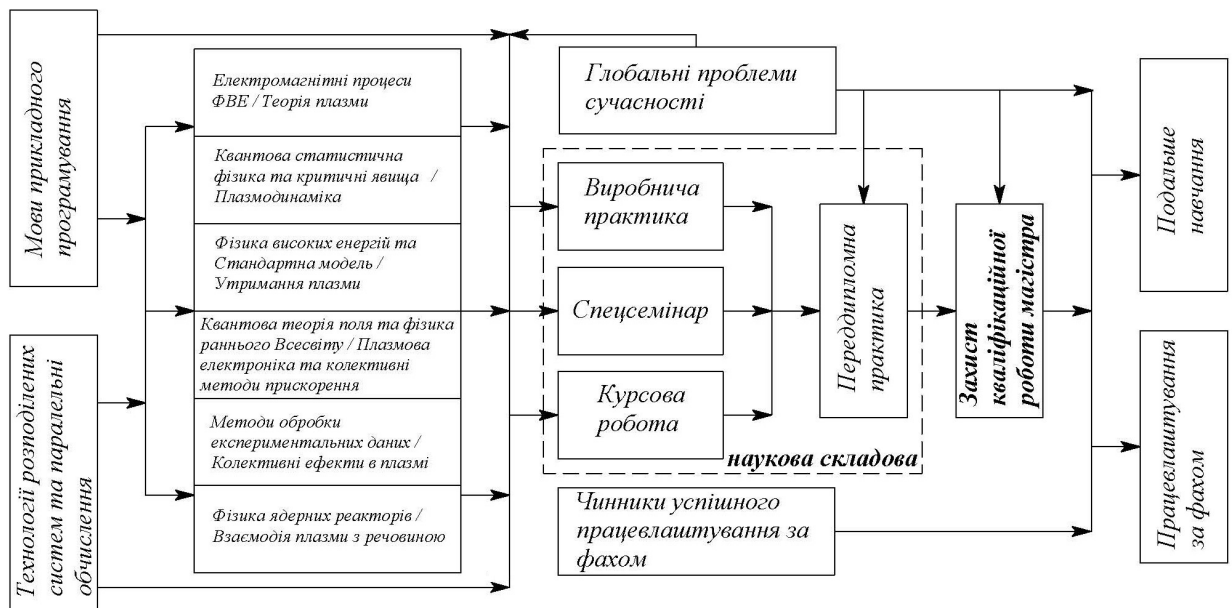 Мови прикладного
програмування
Технології розподілених
систем та паралельні
обчислення
Електромагнітні процеси
ФВЕ / Теорія плазми
Квантова статистична
фізика та критичні явища /
Плазмодинаміка
Фізика високих енергій та
Стандартна модель /
Утримання плазми
Квантова теорія поля та фізика
раннього Всесвіту / Плазмова
електроніка та колективні
методи прискорення
Методи обробки
експериментальних даних /
Колективні ефекти в плазмі
Фізика ядерних реакторів /
Взаємодія плазми з речовиною
Глобальні проблеми
сучасності
Виробнича
практика
Спецсемінар
Курсова
робота
Переддипломна
практика
наукова складова
Чинники успішного
працевлаштування за
фахом
Захист
кваліфікаційної
роботи магістра
Подальше
навчання
Працевлаштування
за фахом